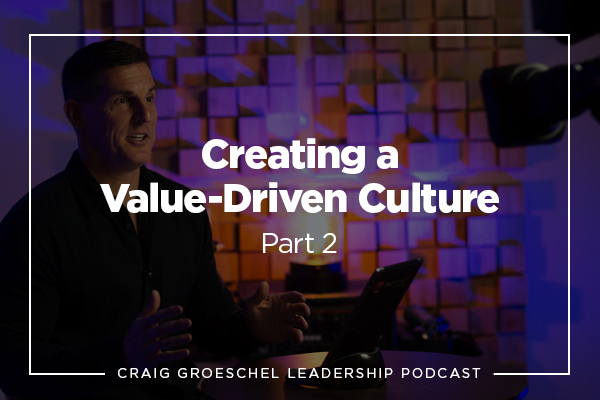 Creating a
Value-Driven Culture
Part 2
CRAIG GROESCHEL LEADERSHIP PODCAST